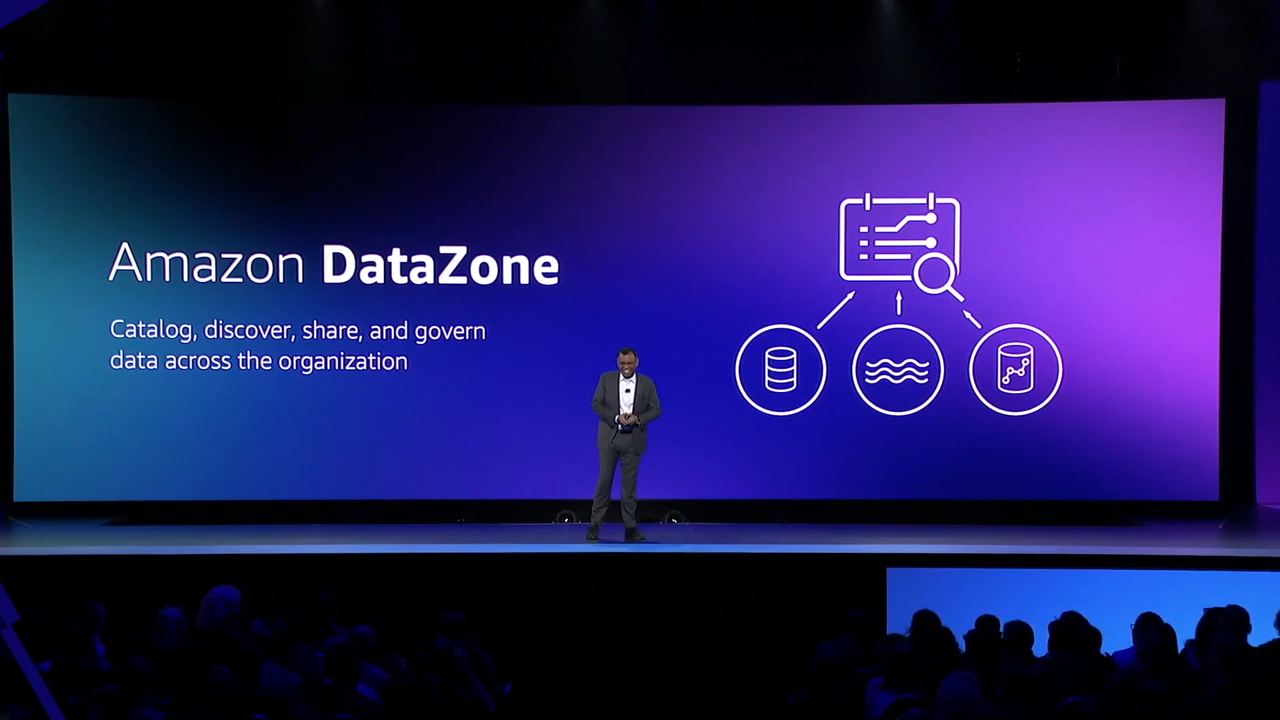 Amazon DataZone
Catalog, discover, share, and govern
data across the organization